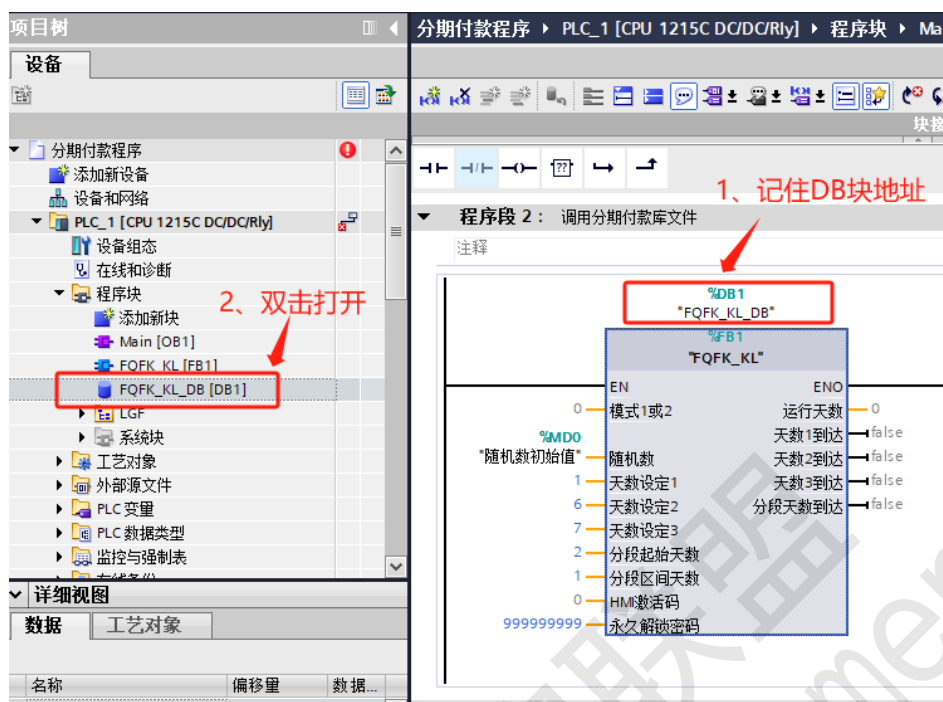 项目树
分期付款程序 ▸ PLC_1 [CPU 1215C DC/DC/Rly] ▸ 程序块 ▸ Ma
设备
块接
分期付款程序
添加新设备
设备和网络
PLC_1 [CPU 1215C DC/DC/Rly]
设备组态
在线和诊断
程序块
添加新块
Main [OB1]
FQFK_KL [FB1]
FQFK_KL_DB [DB1]
LGF
系统块
工艺对象
外部源文件
PLC 变量
PLC 数据类型
监控与强制表
在线备份
2、双击打开
详细视图
数据
工艺对象
名称 偏移量 数据...
1、记住DB块地址
程序段 2: 调用分期付款库文件
注释
%DB1
"FQFK_KL_DB"
%FB1
"FQFK_KL"
EN ENO
0 模式1或2 运行天数 0
天数1到达 false
%MD0
"随机数初始值" 随机数 天数2到达 false
1 天数设定1 天数3到达 false
6 天数设定2 分段天数到达 false
7 天数设定3
2 分段起始天数
1 分段区间天数
0 HMI激活码
999999999 永久解锁密码